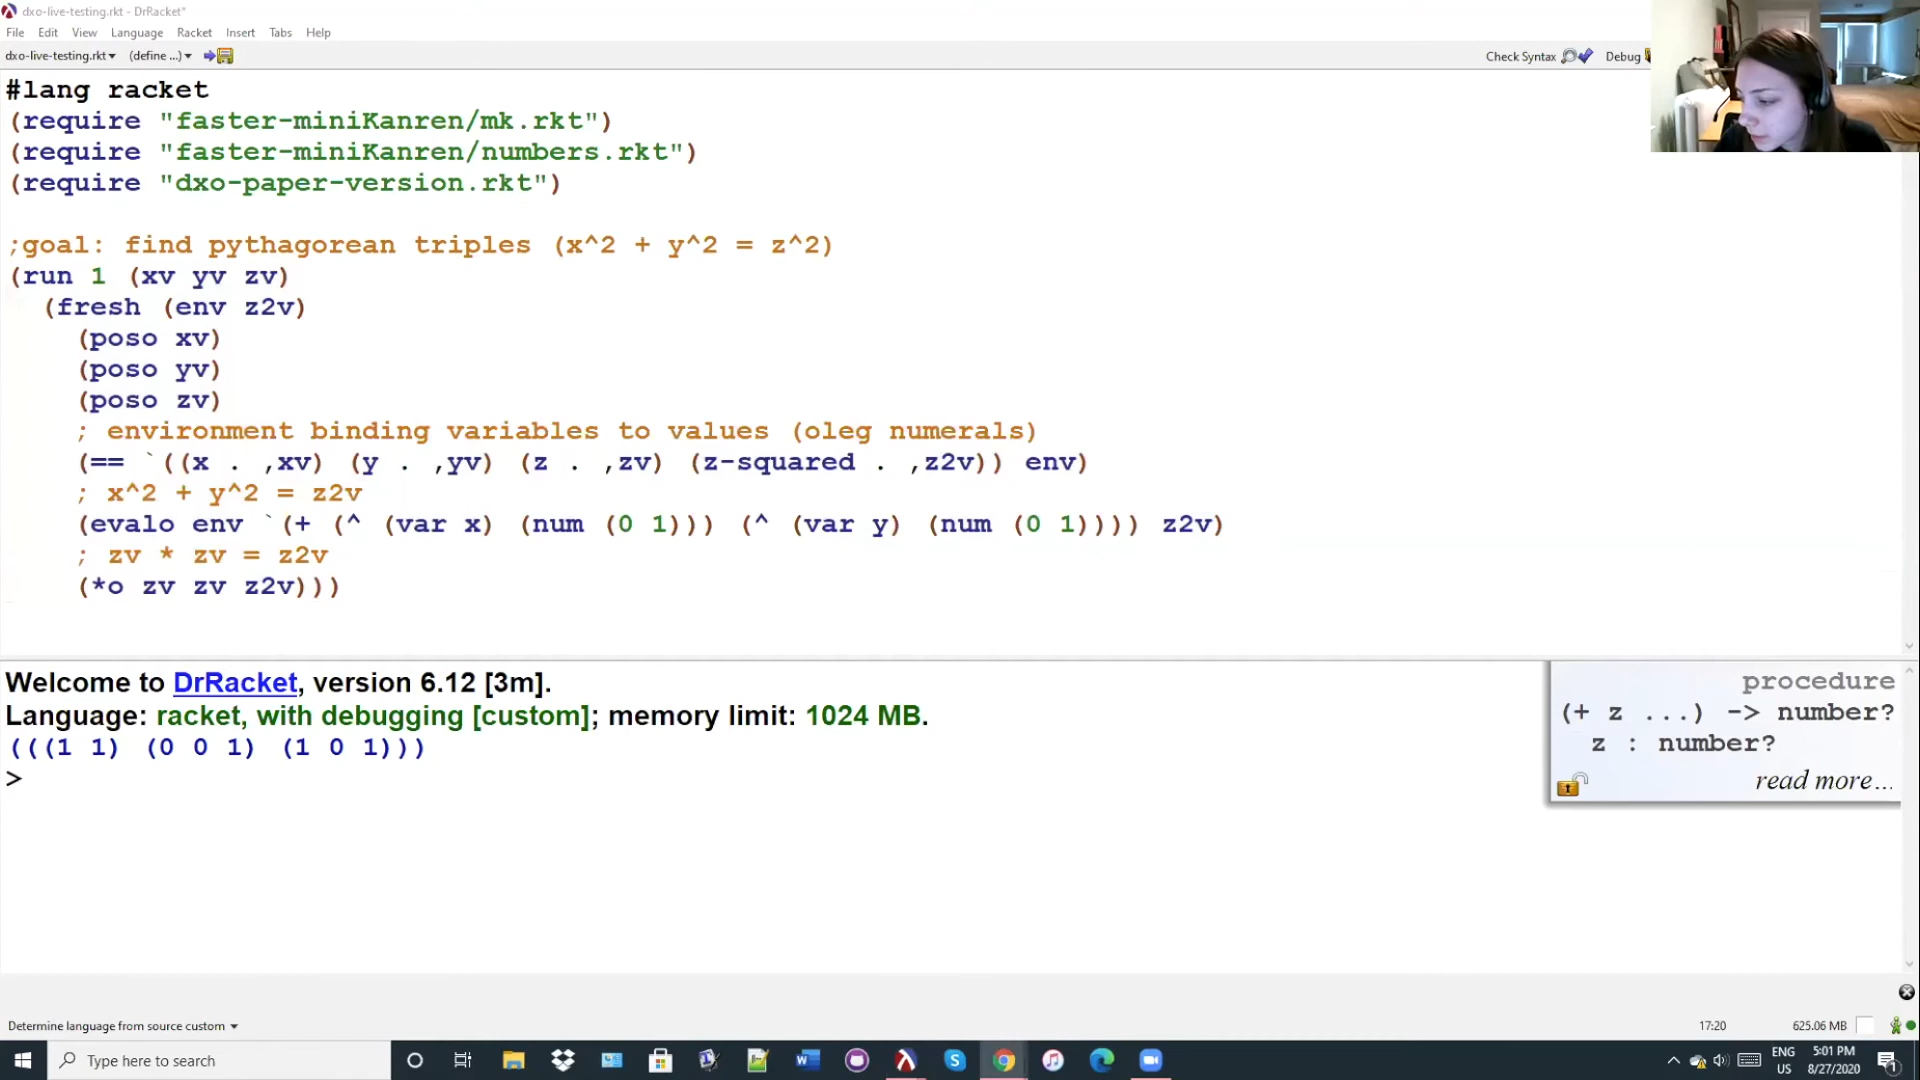 dxo-live-testing.rkt - DrRacket*
File Edit View Language Racket Insert Tabs Help
dxo-live-testing.rkt▾ (define ...)▾ Check Syntax Debug
#lang racket
(require "faster-miniKanren/mk.rkt")
(require "faster-miniKanren/numbers.rkt")
(require "dxo-paper-version.rkt")
;goal: find pythagorean triples (x^2 + y^2 = z^2)
(run 1 (xv yv zv)
(fresh (env z2v)
(poso xv)
(poso yv)
(poso zv)
; environment binding variables to values (oleg numerals)
(== `((x . ,xv) (y . ,yv) (z . ,zv) (z-squared . ,z2v)) env)
; x^2 + y^2 = z2v
(evalo env `(+ (^ (var x) (num (0 1))) (^ (var y) (num (0 1)))) z2v)
; zv * zv = z2v
(*o zv zv z2v)))
Welcome to DrRacket, version 6.12 [3m].
Language: racket, with debugging [custom]; memory limit: 1024 MB.
(((1 1) (0 0 1) (1 0 1)))
>
procedure
(+ z ...) -> number?
z : number?
read more...
Determine language from source custom ▾ 17:20 625.06 MB
Type here to search
ENG
US
5:01 PM
8/27/2020
1